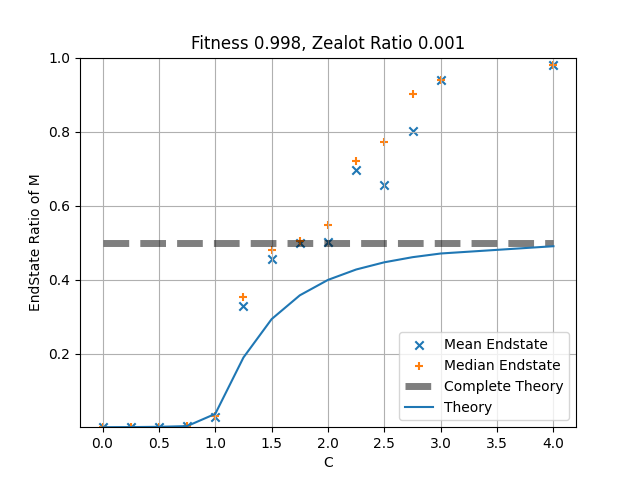 Fitness 0.998, Zealot Ratio 0.001
EndState Ratio of M
1.0
0.8
0.6
0.4
0.2
0.0 0.5 1.0 1.5 2.0 2.5 3.0 3.5 4.0
C
Mean Endstate
Median Endstate
Complete Theory
Theory